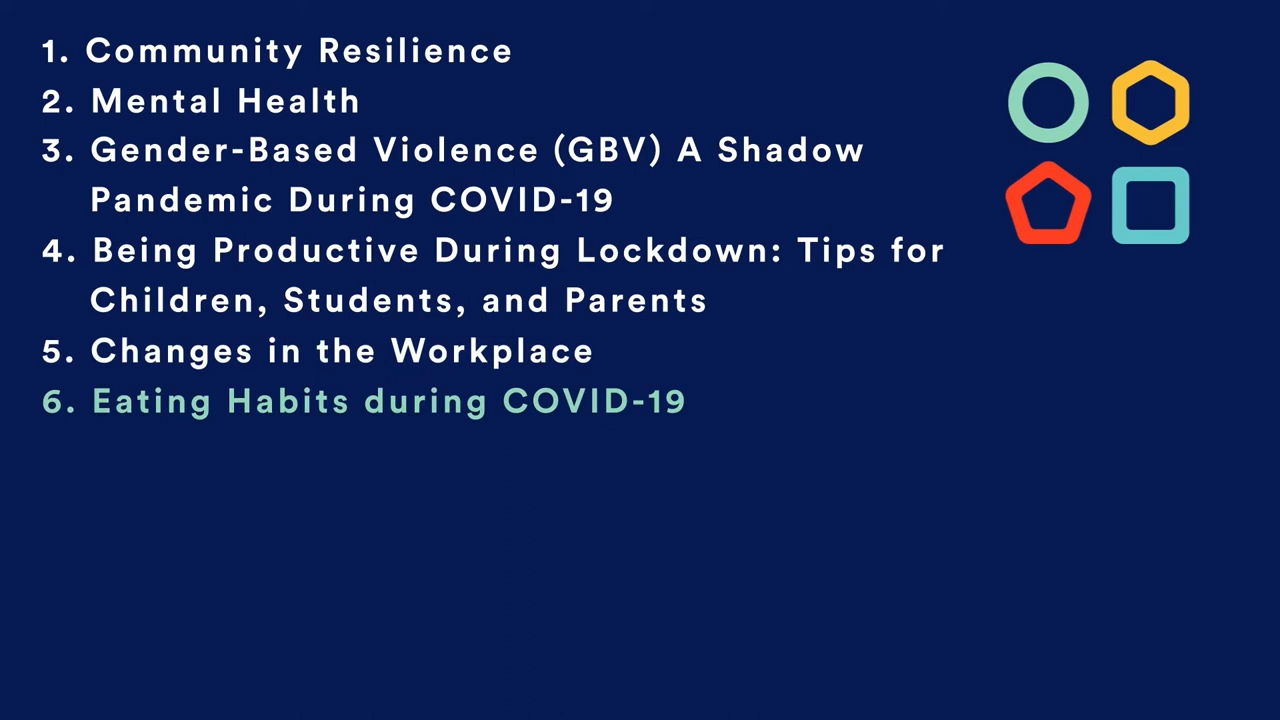 1. Community Resilience
2. Mental Health
3. Gender-Based Violence (GBV) A Shadow
Pandemic During COVID-19
4. Being Productive During Lockdown: Tips for
Children, Students, and Parents
5. Changes in the Workplace
6. Eating Habits during COVID-19